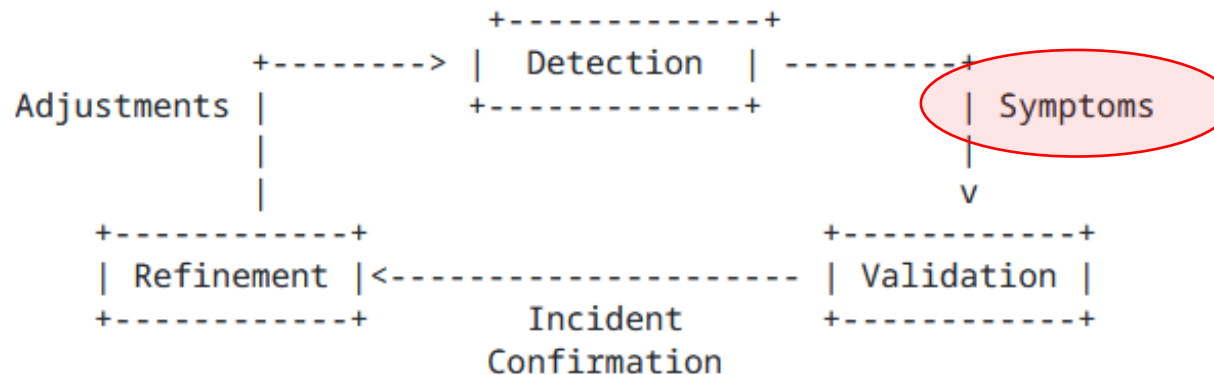 +-------------+
+--------> | Detection | ---------+
Adjustments | +-------------+ | Symptoms
| |
| v
+------------+ +------------+
| Refinement |<-------------------- | Validation |
+------------+ Incident +------------+
Confirmation